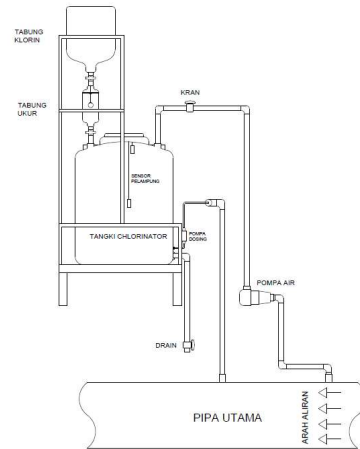 TABUNG
KLORIN
TABUNG
UKUR
KRAN
SENSOR
PELAMPUNG
TANGKI CHLORINATOR
POMPA
DOSING
POMPA AIR
DRAIN
PIPA UTAMA
ARAH ALIRAN